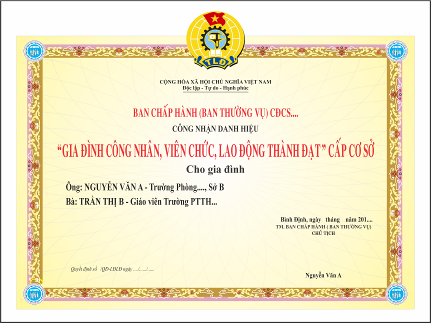 TLĐ
CỘNG HÒA XÃ HỘI CHỦ NGHĨA VIỆT NAM
Độc lập - Tự do - Hạnh phúc
BAN CHẤP HÀNH (BAN THƯỜNG VỤ) CĐCS....
CÔNG NHẬN DANH HIỆU
“GIA ĐÌNH CÔNG NHÂN, VIÊN CHỨC, LAO ĐỘNG THÀNH ĐẠT” CẤP CƠ SỞ
Cho gia đình
Ông: NGUYỄN VĂN A - Trưởng Phòng...., Sở B
Bà: TRẦN THỊ B - Giáo viên Trường PTTH...
Bình Định, ngày tháng năm 201....
TM. BAN CHẤP HÀNH ( BAN THƯỜNG VỤ)
CHỦ TỊCH
Quyết định số /QĐ-LĐLĐ ngày ..../...../ ....
Nguyễn Văn A